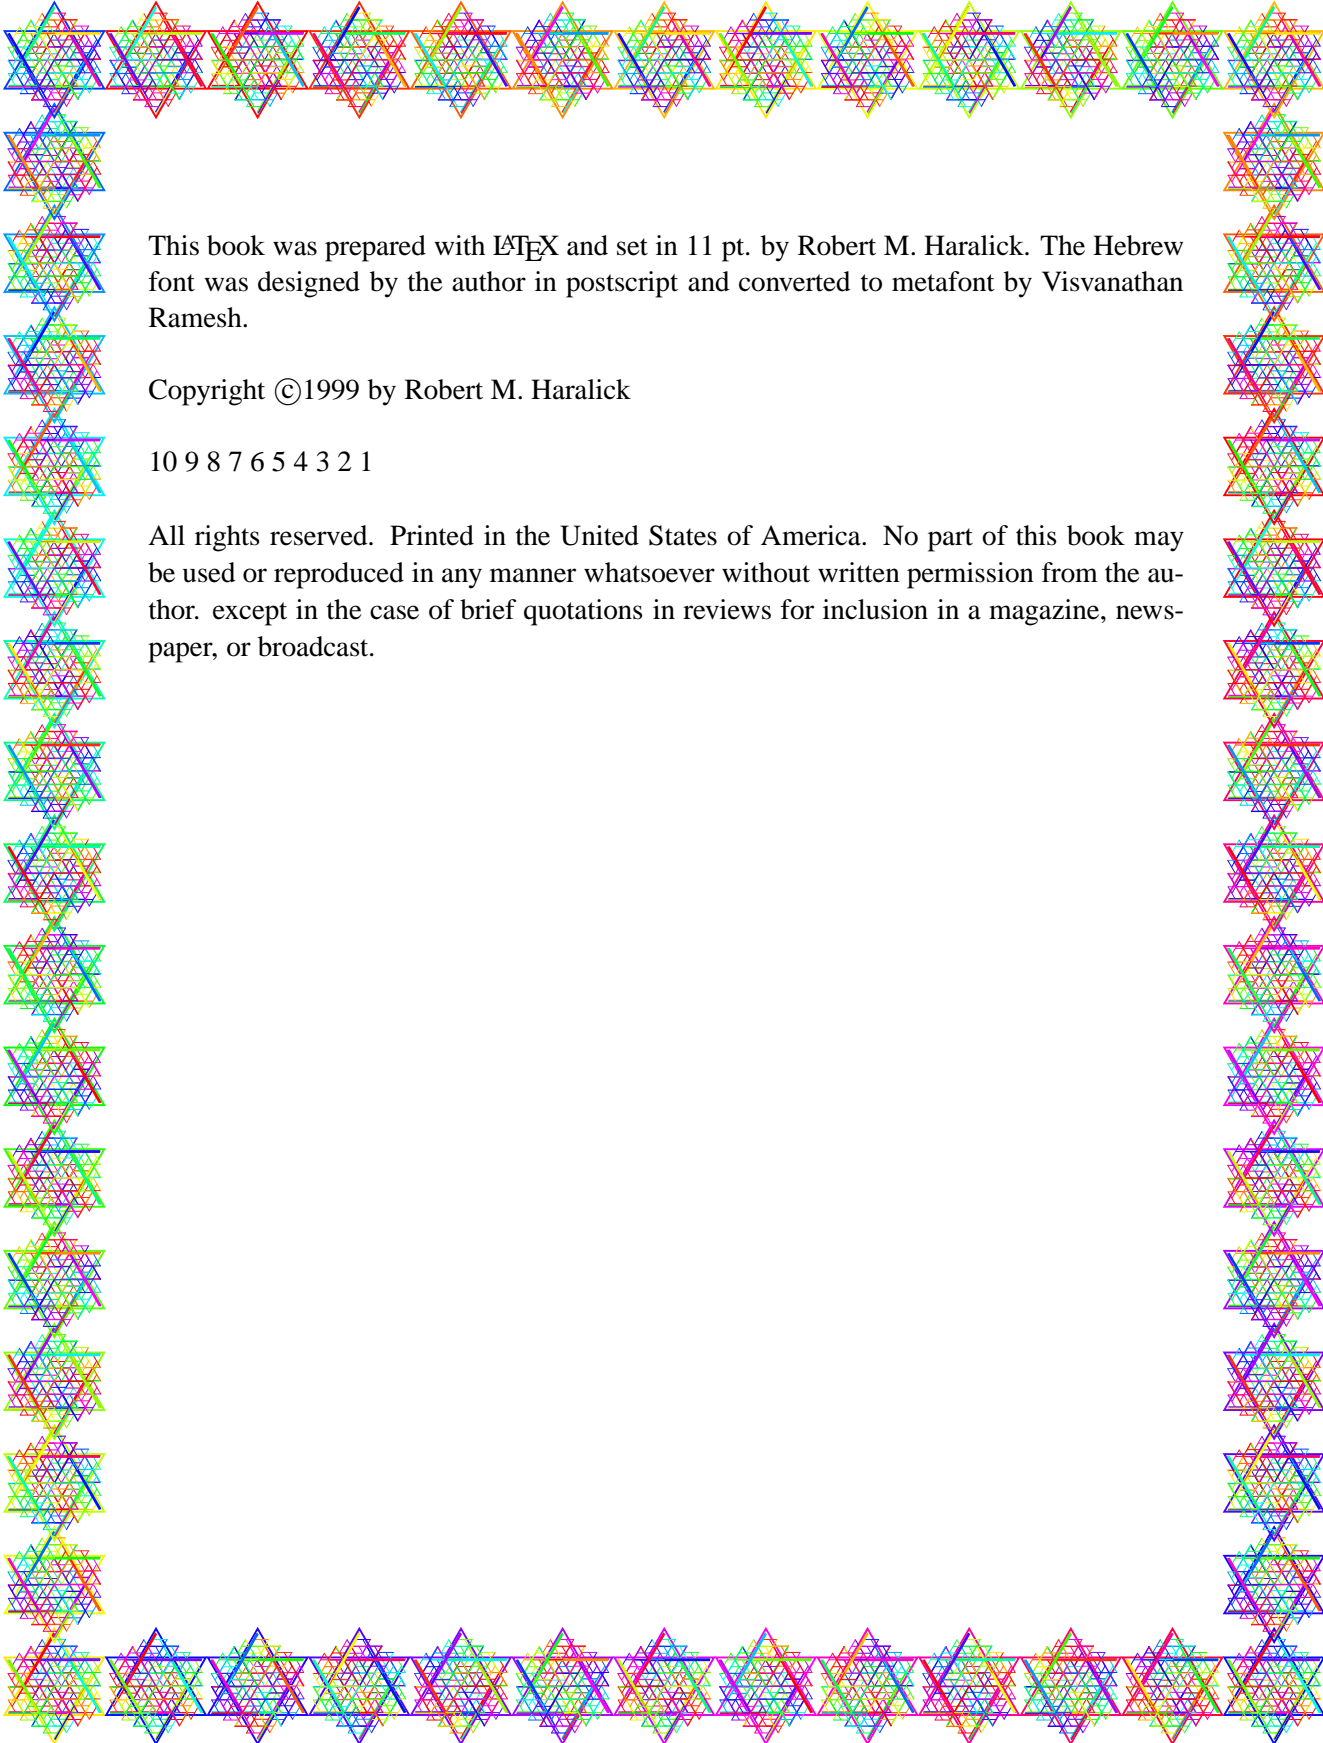 This book was prepared with LATEX and set in 11 pt. by Robert M. Haralick. The Hebrew
font was designed by the author in postscript and converted to metafont by Visvanathan
Ramesh.
Copyright ©1999 by Robert M. Haralick
10 9 8 7 6 5 4 3 2 1
All rights reserved. Printed in the United States of America. No part of this book may
be used or reproduced in any manner whatsoever without written permission from the au-
thor. except in the case of brief quotations in reviews for inclusion in a magazine, news-
paper, or broadcast.